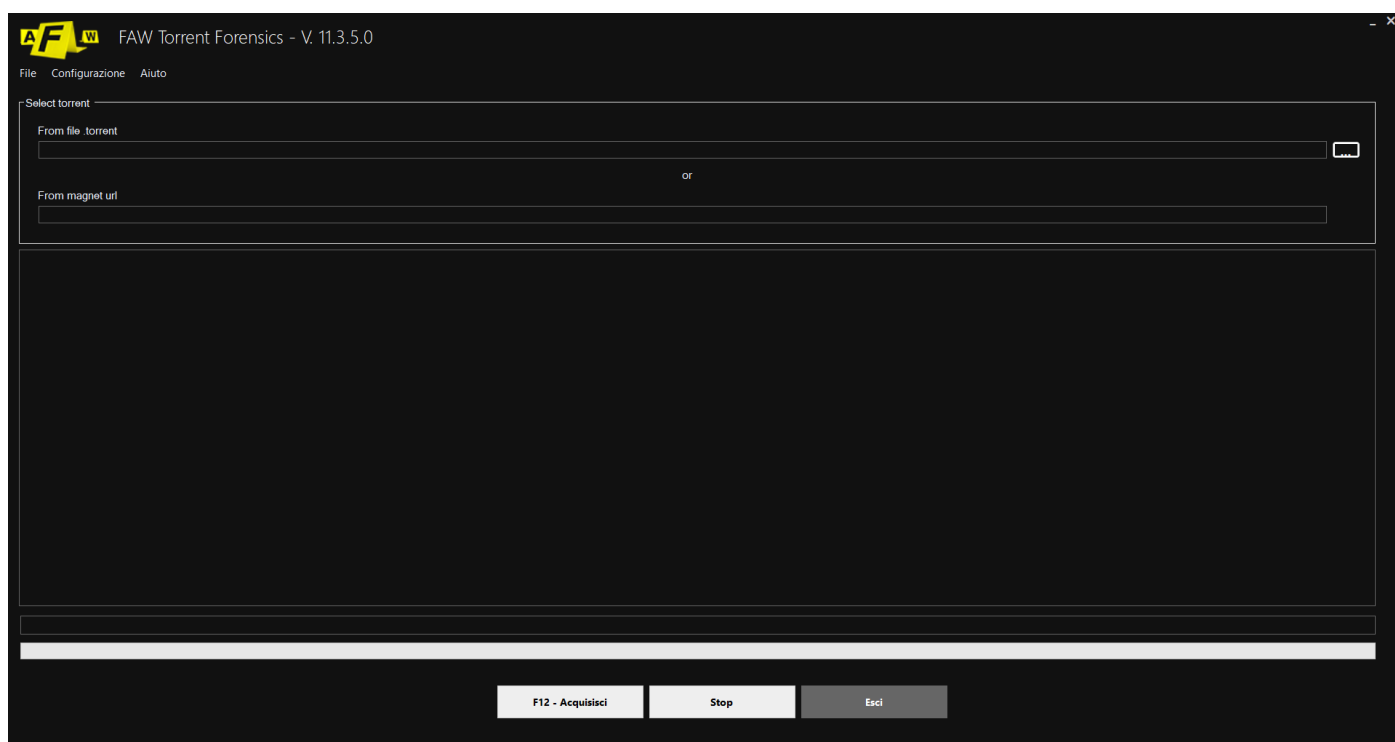 AFW FAW Torrent Forensics - V. 11.3.5.0
File Configurazione Aiuto
Select torrent
From file .torrent
...
or
From magnet url
F12 - Acquisisci Stop Esci